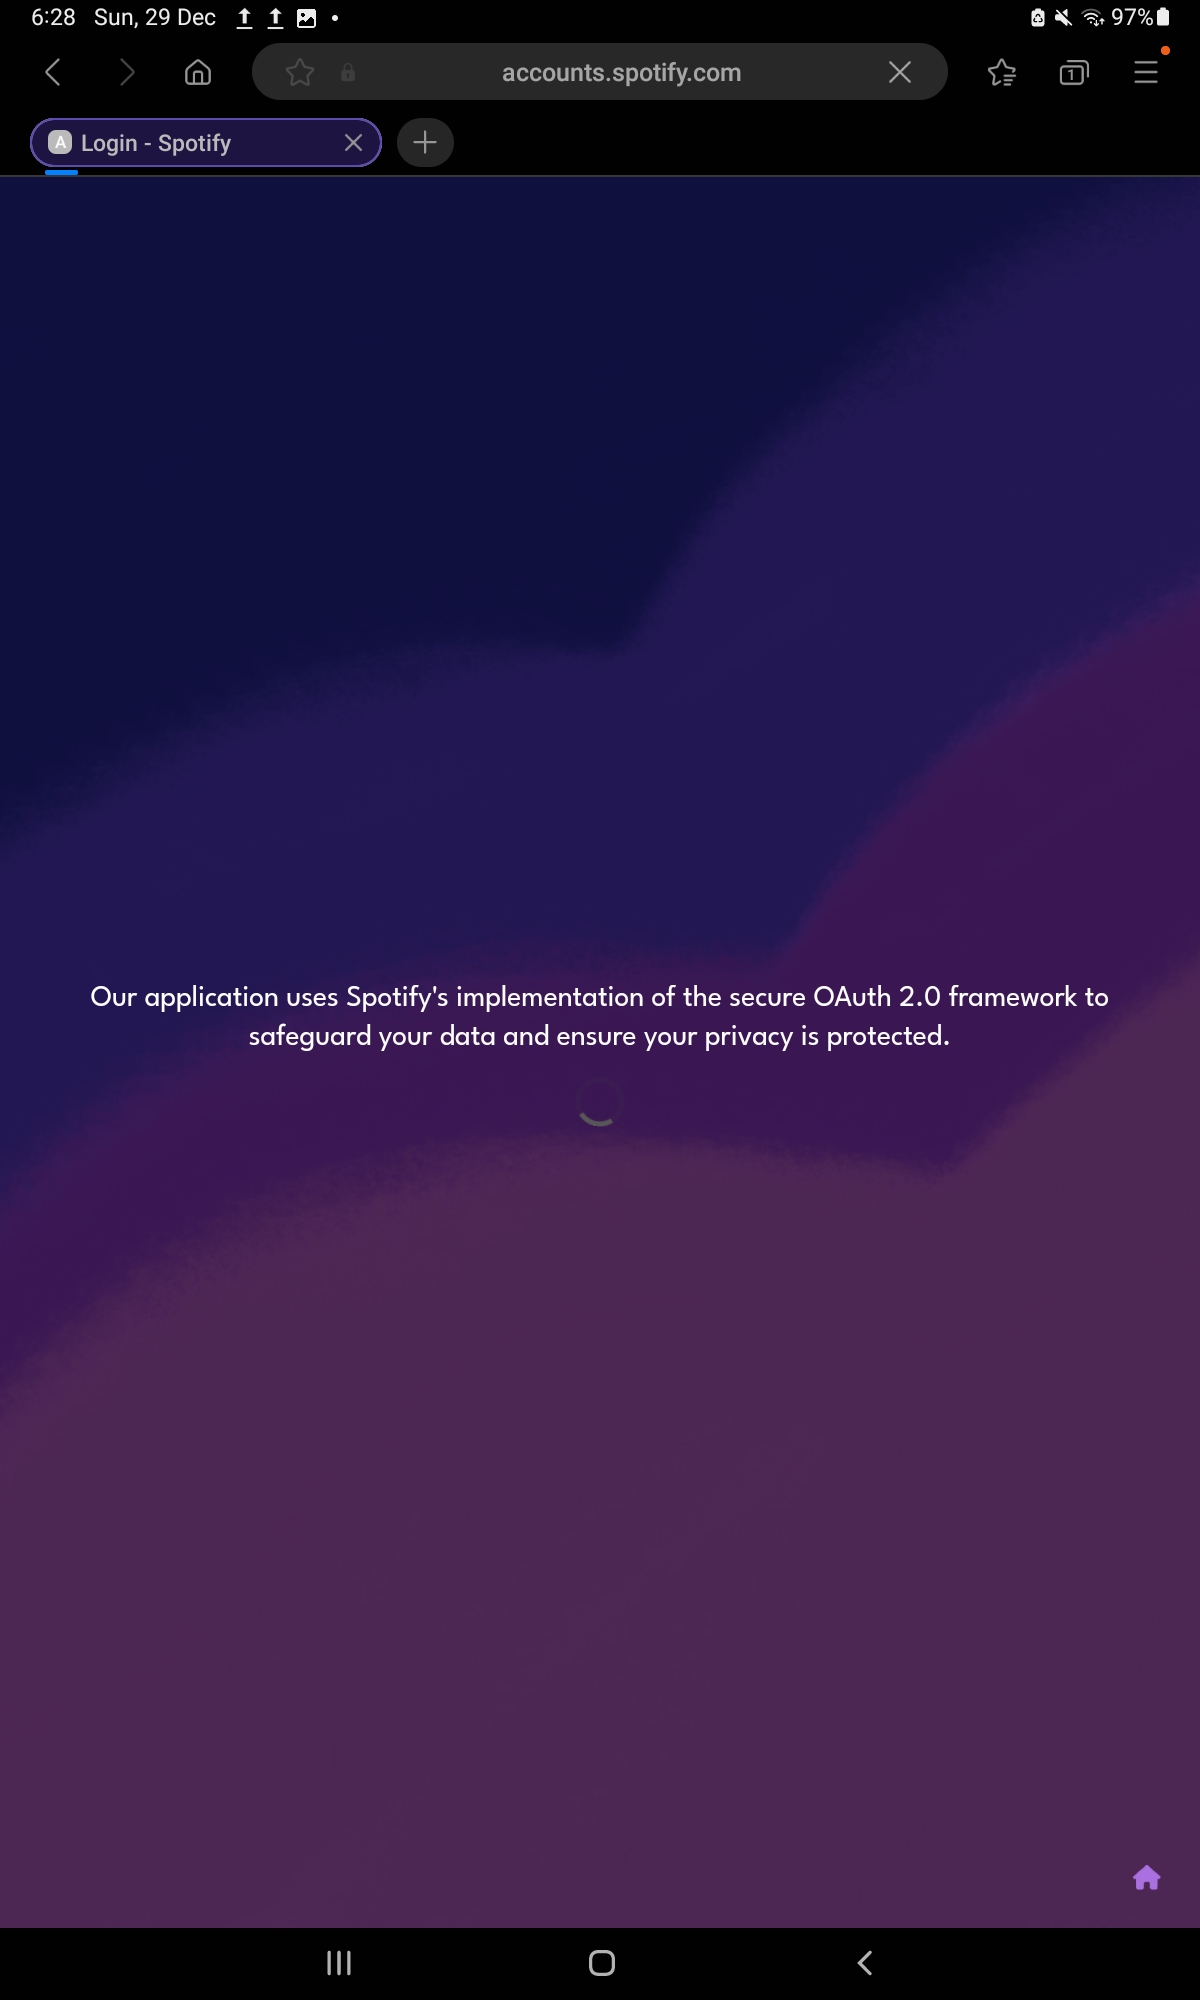 6:28 Sun, 29 Dec 97%
accounts.spotify.com
1
A Login - Spotify
Our application uses Spotify's implementation of the secure OAuth 2.0 framework to
safeguard your data and ensure your privacy is protected.